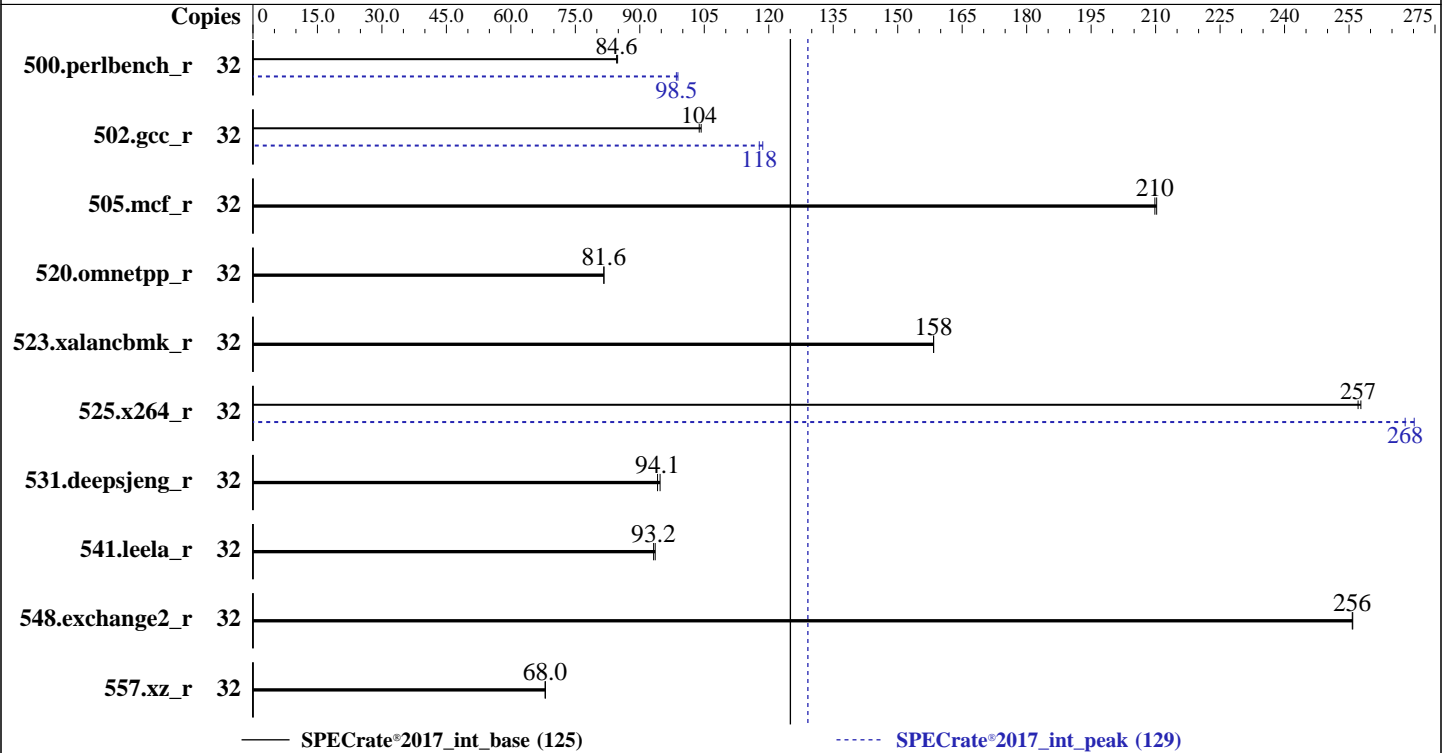 Copies 0 15.0 30.0 45.0 60.0 75.0 90.0 105 120 135 150 165 180 195 210 225 240 255 275
84.6
500.perlbench_r 32
98.5
104
502.gcc_r 32
118
210
505.mcf_r 32
81.6
520.omnetpp_r 32
158
523.xalancbmk_r 32
257
525.x264_r 32
268
94.1
531.deepsjeng_r 32
93.2
541.leela_r 32
256
548.exchange2_r 32
68.0
557.xz_r 32
SPECrate®2017_int_base (125) SPECrate®2017_int_peak (129)